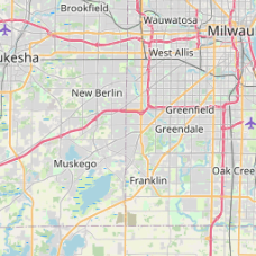 Brookfield
Wauwatosa
Milwau
West Allis
ukesha
New Berlin
Greenfield
Greendale
Muskego
Oak Cree
Franklin